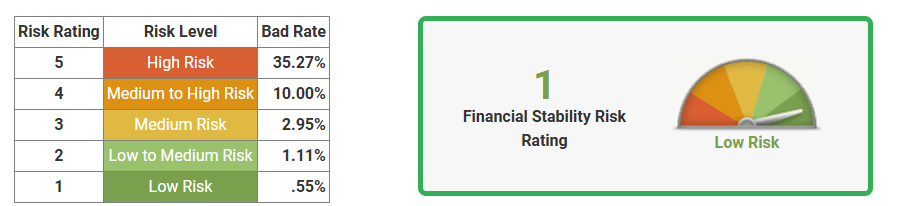 Risk Rating Risk Level Bad Rate
5 High Risk 35.27%
4 Medium to High Risk 10.00%
3 Medium Risk 2.95%
2 Low to Medium Risk 1.11%
1 Low Risk .55%
1
Financial Stability Risk
Rating
Low Risk